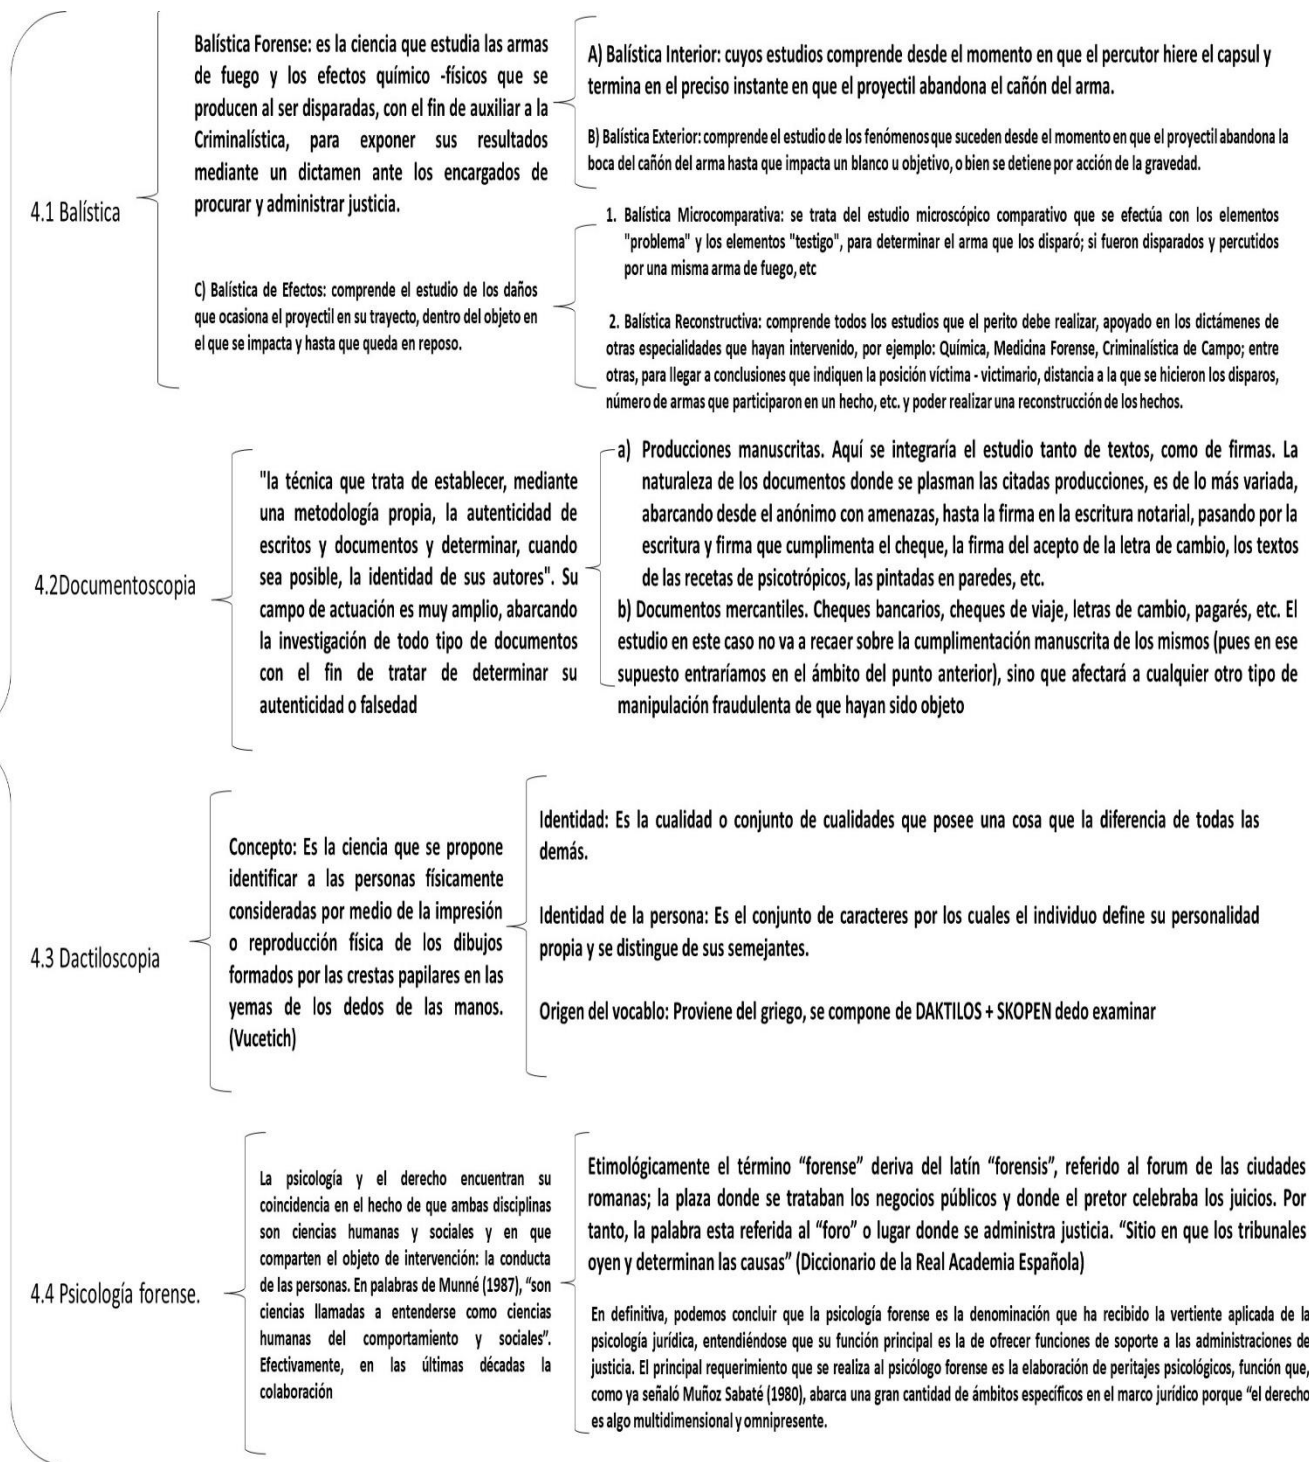 4.1 Balística
Balística Forense: es la ciencia que estudia las armas
de fuego y los efectos químico -físicos que se
producen al ser disparadas, con el fin de auxiliar a la
Criminalística, para exponer sus resultados
mediante un dictamen ante los encargados de
procurar y administrar justicia.
A) Balística Interior: cuyos estudios comprende desde el momento en que el percutor hiere el capsul y
termina en el preciso instante en que el proyectil abandona el cañón del arma.
B) Balística Exterior: comprende el estudio de los fenómenos que suceden desde el momento en que el proyectil abandona la
boca del cañón del arma hasta que impacta un blanco u objetivo, o bien se detiene por acción de la gravedad.
C) Balística de Efectos: comprende el estudio de los daños
que ocasiona el proyectil en su trayecto, dentro del objeto en
el que se impacta y hasta que queda en reposo.
1. Balística Microcomparativa: se trata del estudio microscópico comparativo que se efectúa con los elementos
"problema" y los elementos "testigo", para determinar el arma que los disparó; si fueron disparados y percutidos
por una misma arma de fuego, etc
2. Balística Reconstructiva: comprende todos los estudios que el perito debe realizar, apoyado en los dictámenes de
otras especialidades que hayan intervenido, por ejemplo: Química, Medicina Forense, Criminalística de Campo; entre
otras, para llegar a conclusiones que indiquen la posición víctima - victimario, distancia a la que se hicieron los disparos,
número de armas que participaron en un hecho, etc. y poder realizar una reconstrucción de los hechos.
4.2Documentoscopia
"la técnica que trata de establecer, mediante
una metodología propia, la autenticidad de
escritos y documentos y determinar, cuando
sea posible, la identidad de sus autores". Su
campo de actuación es muy amplio, abarcando
la investigación de todo tipo de documentos
con el fin de tratar de determinar su
autenticidad o falsedad
a) Producciones manuscritas. Aquí se integraría el estudio tanto de textos, como de firmas. La
naturaleza de los documentos donde se plasman las citadas producciones, es de lo más variada,
abarcando desde el anónimo con amenazas, hasta la firma en la escritura notarial, pasando por la
escritura y firma que cumplimenta el cheque, la firma del acepto de la letra de cambio, los textos
de las recetas de psicotrópicos, las pintadas en paredes, etc.
b) Documentos mercantiles. Cheques bancarios, cheques de viaje, letras de cambio, pagarés, etc. El
estudio en este caso no va a recaer sobre la cumplimentación manuscrita de los mismos (pues en ese
supuesto entraríamos en el ámbito del punto anterior), sino que afectará a cualquier otro tipo de
manipulación fraudulenta de que hayan sido objeto
4.3 Dactiloscopia
Concepto: Es la ciencia que se propone
identificar a las personas físicamente
consideradas por medio de la impresión
o reproducción física de los dibujos
formados por las crestas papilares en las
yemas de los dedos de las manos.
(Vucetich)
Identidad: Es la cualidad o conjunto de cualidades que posee una cosa que la diferencia de todas las
demás.
Identidad de la persona: Es el conjunto de caracteres por los cuales el individuo define su personalidad
propia y se distingue de sus semejantes.
Origen del vocablo: Proviene del griego, se compone de DAKTILOS + SKOPEN dedo examinar
4.4 Psicología forense.
La psicología y el derecho encuentran su
coincidencia en el hecho de que ambas disciplinas
son ciencias humanas y sociales y en que
comparten el objeto de intervención: la conducta
de las personas. En palabras de Munné (1987), “son
ciencias llamadas a entenderse como ciencias
humanas del comportamiento y sociales”.
Efectivamente, en las últimas décadas la
colaboración
Etimológicamente el término “forense” deriva del latín “forensis”, referido al forum de las ciudades
romanas; la plaza donde se trataban los negocios públicos y donde el pretor celebraba los juicios. Por
tanto, la palabra esta referida al “foro” o lugar donde se administra justicia. “Sitio en que los tribunales
oyen y determinan las causas” (Diccionario de la Real Academia Española)
En definitiva, podemos concluir que la psicología forense es la denominación que ha recibido la vertiente aplicada de la
psicología jurídica, entendiéndose que su función principal es la de ofrecer funciones de soporte a las administraciones de
justicia. El principal requerimiento que se realiza al psicólogo forense es la elaboración de peritajes psicológicos, función que,
como ya señaló Muñoz Sabaté (1980), abarca una gran cantidad de ámbitos específicos en el marco jurídico porque “el derecho
es algo multidimensional y omnipresente.